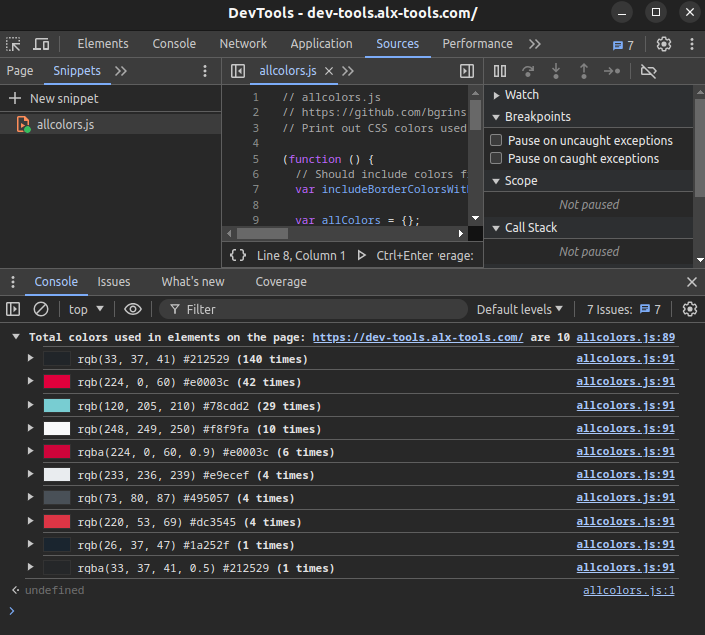 DevTools - dev-tools.alx-tools.com/
Elements Console Network Application Sources Performance 7
Page Snippets allcolors.js
New snippet
allcolors.js
1 // allcolors.js
2 // https://github.com/bgrins
3 // Print out CSS colors used
4
5 (function () {
6 // Should include colors f
7 var includeBorderColorsWit
8
9 var allColors = {};
{} Line 8, Column 1 Ctrl+Enter erage:
Watch
Breakpoints
Pause on uncaught exceptions
Pause on caught exceptions
Scope
Not paused
Call Stack
Not paused
Console Issues What's new Coverage
top Filter Default levels 7 Issues: 7
Total colors used in elements on the page: https://dev-tools.alx-tools.com/ are 10 allcolors.js:89
rgb(33, 37, 41) #212529 (140 times) allcolors.js:91
rgb(224, 0, 60) #e0003c (42 times) allcolors.js:91
rgb(120, 205, 210) #78cdd2 (29 times) allcolors.js:91
rgb(248, 249, 250) #f8f9fa (10 times) allcolors.js:91
rgba(224, 0, 60, 0.9) #e0003c (6 times) allcolors.js:91
rgb(233, 236, 239) #e9ecef (4 times) allcolors.js:91
rgb(73, 80, 87) #495057 (4 times) allcolors.js:91
rgb(220, 53, 69) #dc3545 (4 times) allcolors.js:91
rgb(26, 37, 47) #1a252f (1 times) allcolors.js:91
rgba(33, 37, 41, 0.5) #212529 (1 times) allcolors.js:91
undefined allcolors.js:1